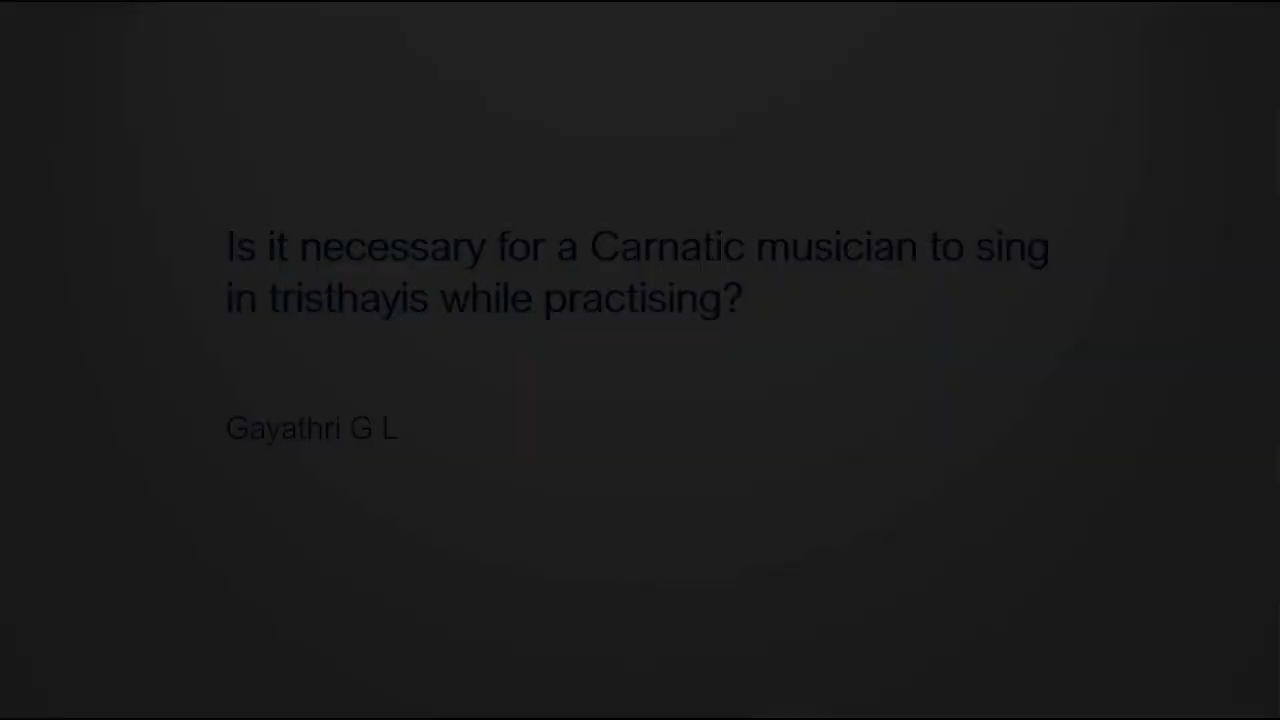 Is it necessary for a Carnatic musician to sing
in tristhayis while practising?
Gayathri G L